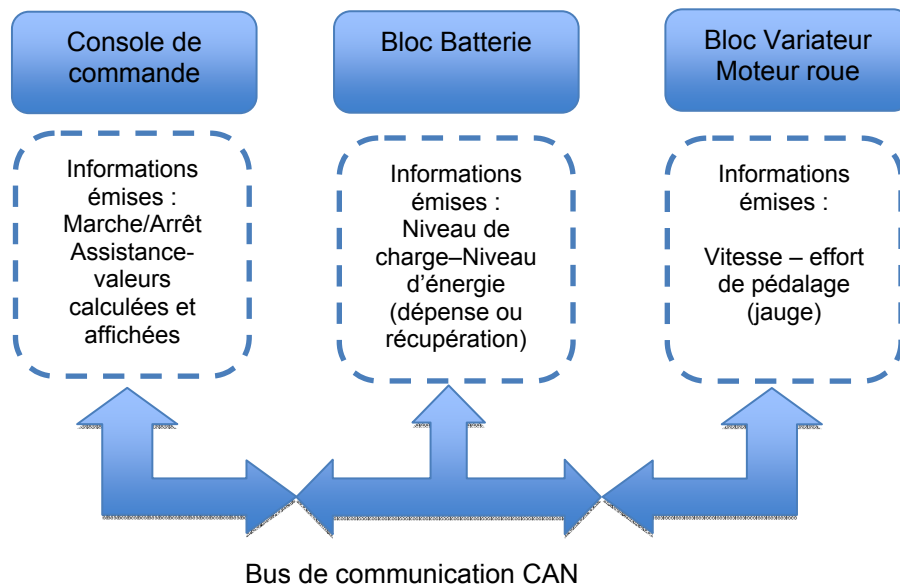 Console de
commande
Bloc Batterie
Bloc Variateur
Moteur roue
Informations
émises :
Marche/Arrêt
Assistance-
valeurs
calculées et
affichées
Informations
émises :
Niveau de
charge–Niveau
d'énergie
(dépense ou
récupération)
Informations
émises :
Vitesse – effort
de pédalage
(jauge)
Bus de communication CAN